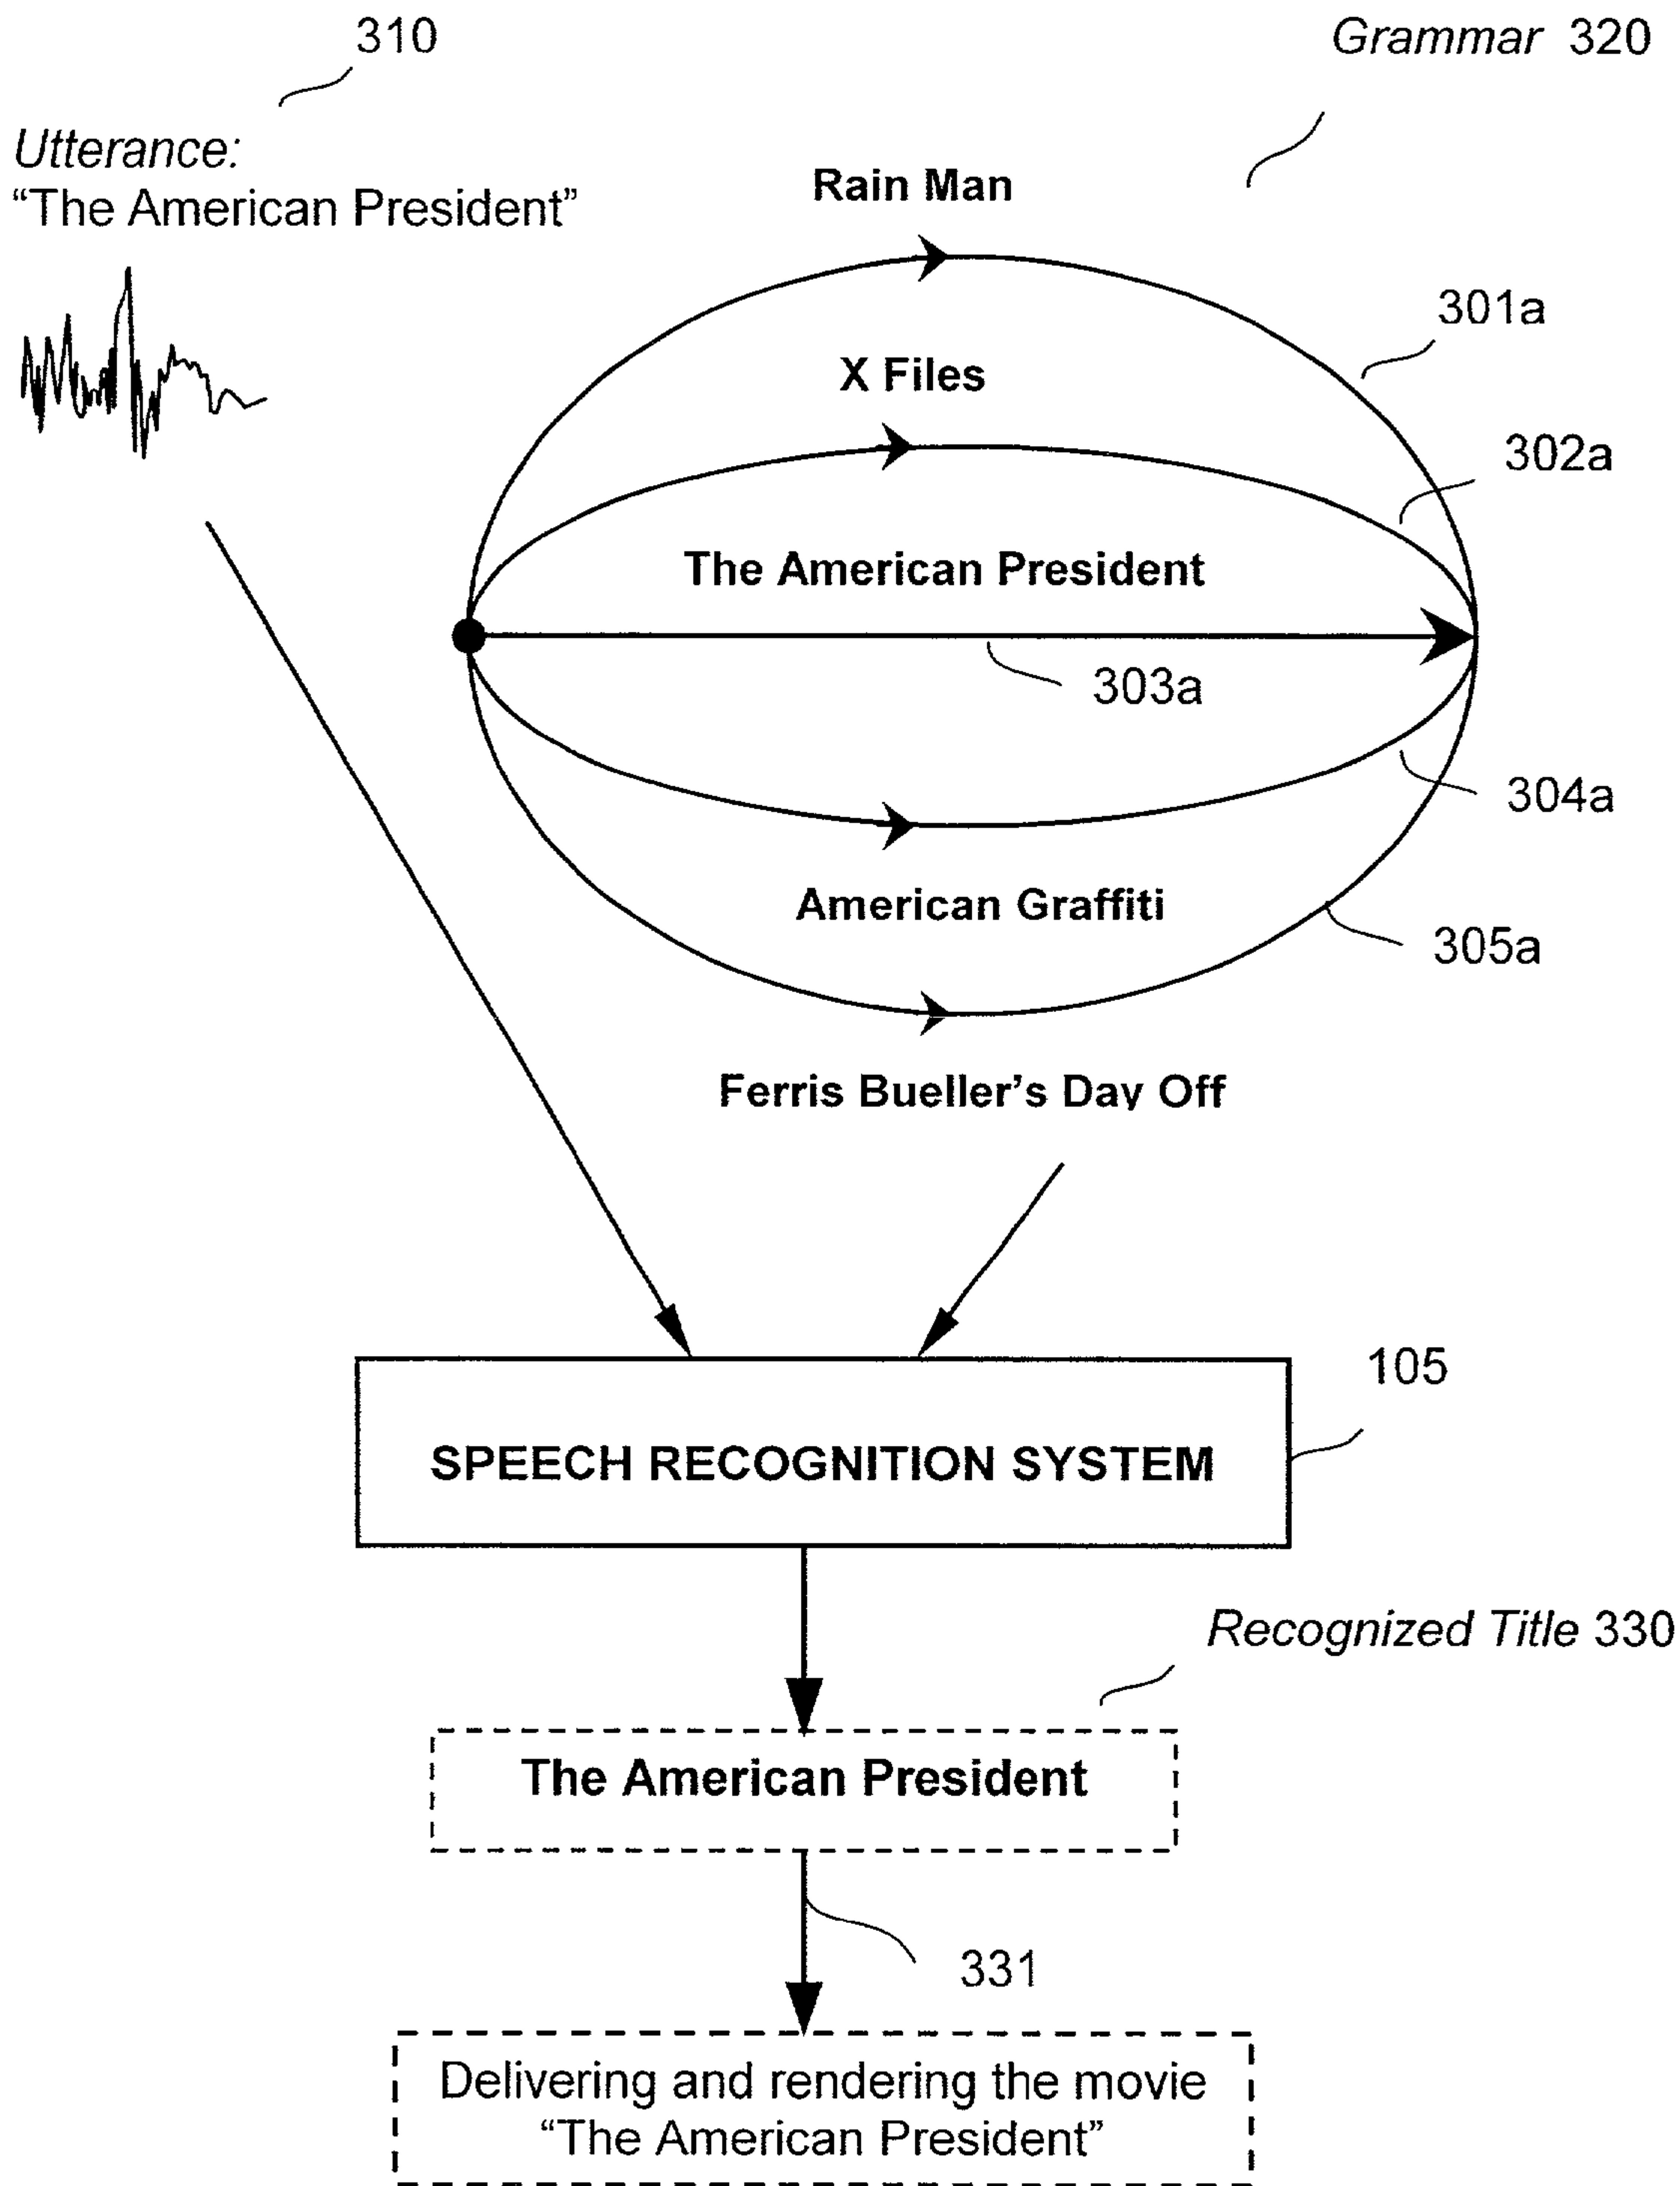 310
Grammar 320
Utterance:
“The American President”
Rain Man
301a
X Files
302a
The American President
303a
304a
American Graffiti
305a
Ferris Bueller’s Day Off
105
SPEECH RECOGNITION SYSTEM
Recognized Title 330
The American President
331
Delivering and rendering the movie
“The American President”